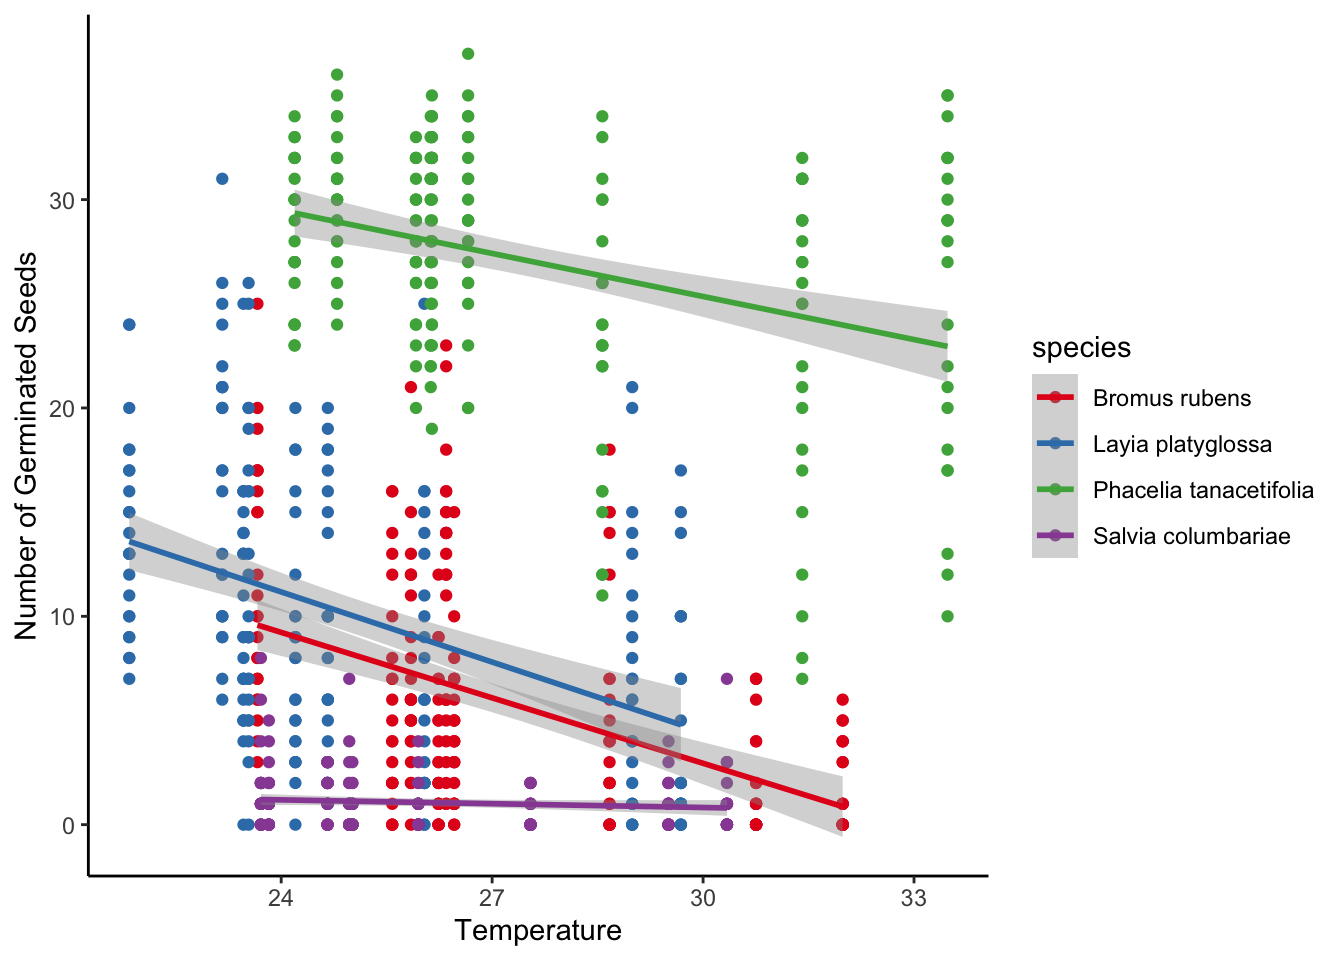 Number of Germinated Seeds
30
20
10
0
24
27
30
33
Temperature
species
Bromus rubens
Layia platyglossa
Phacelia tanacetifolia
Salvia columbariae